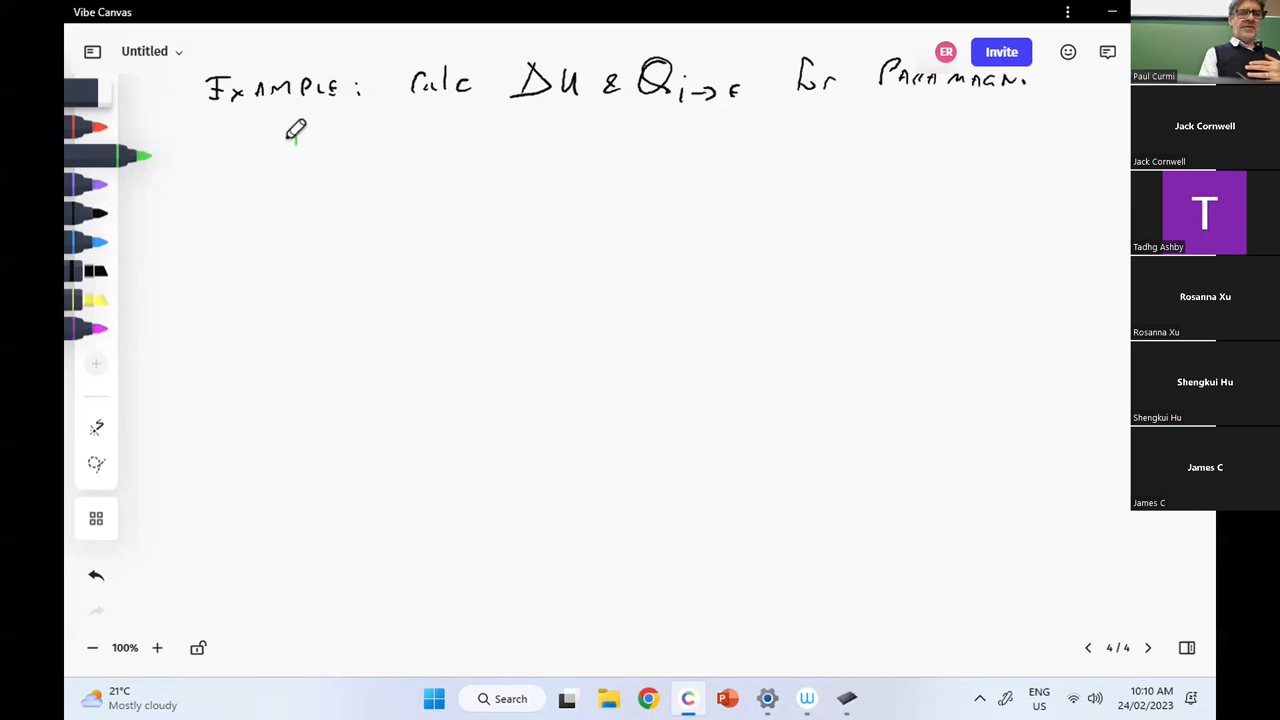 Vibe Canvas
Untitled
ER
Invite
EXAMPLE: calc ΔU & Q i→f for PARAMAGN.
Paul Curmi
Jack Cornwell
Jack Cornwell
T
Tadhg Ashby
Rosanna Xu
Rosanna Xu
Shengkui Hu
Shengkui Hu
James C
James C
100%
4 / 4
21°C
Mostly cloudy
Search
ENG
US
10:10 AM
24/02/2023